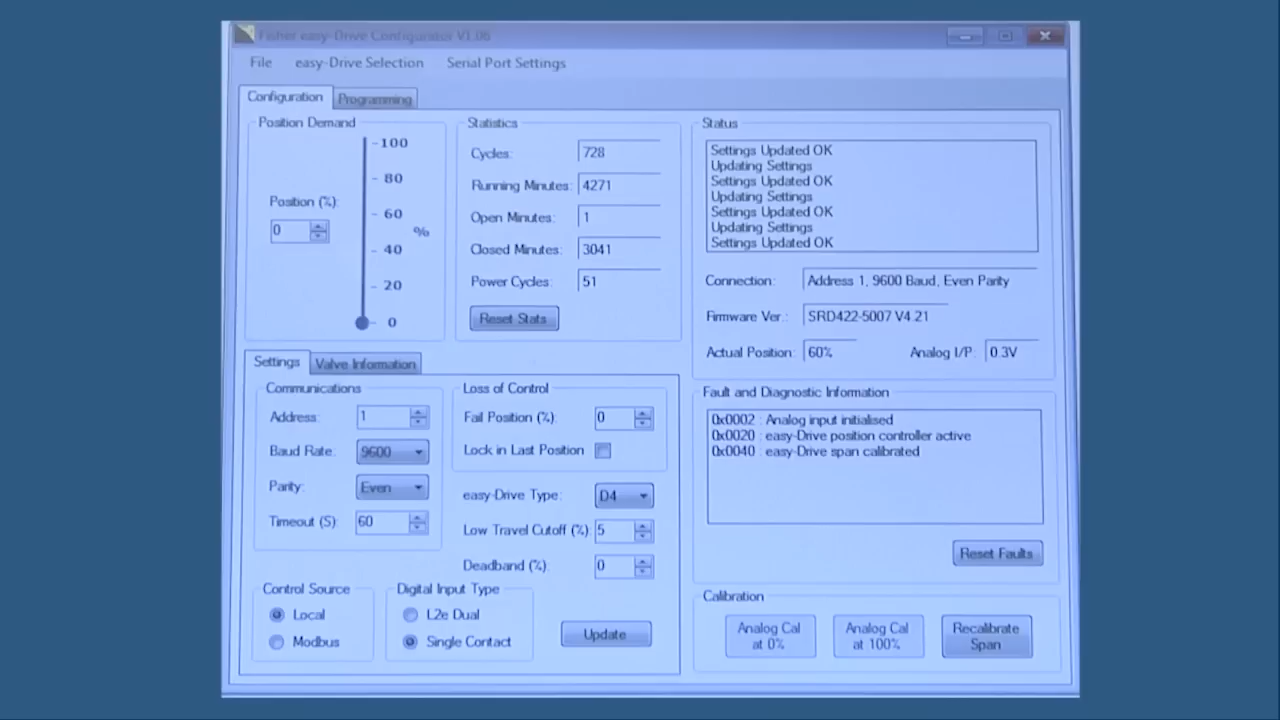 Fisher easy-Drive Configurator V1.06
File easy-Drive Selection Serial Port Settings
Configuration Programming
Position Demand
100
80
Position (%):
60
0
%
40
20
0
Statistics
Cycles: 728
Running Minutes: 4271
Open Minutes: 1
Closed Minutes: 3041
Power Cycles: 51
Reset Stats
Status
Settings Updated OK
Updating Settings
Settings Updated OK
Updating Settings
Settings Updated OK
Updating Settings
Settings Updated OK
Connection: Address 1, 9600 Baud, Even Parity
Firmware Ver.: SRD422-5007 V4.21
Actual Position: 60% Analog I/P: 0.3V
Settings Valve Information
Communications
Address: 1
Baud Rate: 9600
Parity: Even
Timeout (S): 60
Loss of Control
Fail Position (%): 0
Lock in Last Position
easy-Drive Type: D4
Low Travel Cutoff (%): 5
Deadband (%): 0
Control Source
Local
Modbus
Digital Input Type
L2e Dual
Single Contact
Update
Fault and Diagnostic Information
0x0002 : Analog input initialised
0x0020 : easy-Drive position controller active
0x0040 : easy-Drive span calibrated
Reset Faults
Calibration
Analog Cal
at 0%
Analog Cal
at 100%
Recalibrate
Span